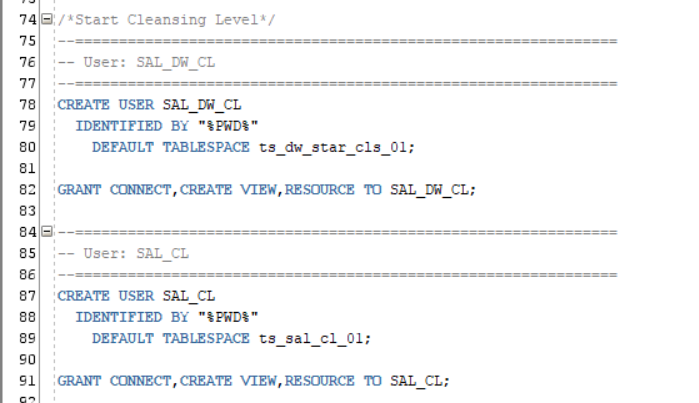 74 /*Start Cleansing Level*/
75 --==============================================================
76 -- User: SAL_DW_CL
77 --==============================================================
78 CREATE USER SAL_DW_CL
79 IDENTIFIED BY "%PWD%"
80 DEFAULT TABLESPACE ts_dw_star_cls_01;
81
82 GRANT CONNECT,CREATE VIEW,RESOURCE TO SAL_DW_CL;
83
84 --==============================================================
85 -- User: SAL_CL
86 --==============================================================
87 CREATE USER SAL_CL
88 IDENTIFIED BY "%PWD%"
89 DEFAULT TABLESPACE ts_sal_cl_01;
90
91 GRANT CONNECT,CREATE VIEW,RESOURCE TO SAL_CL;